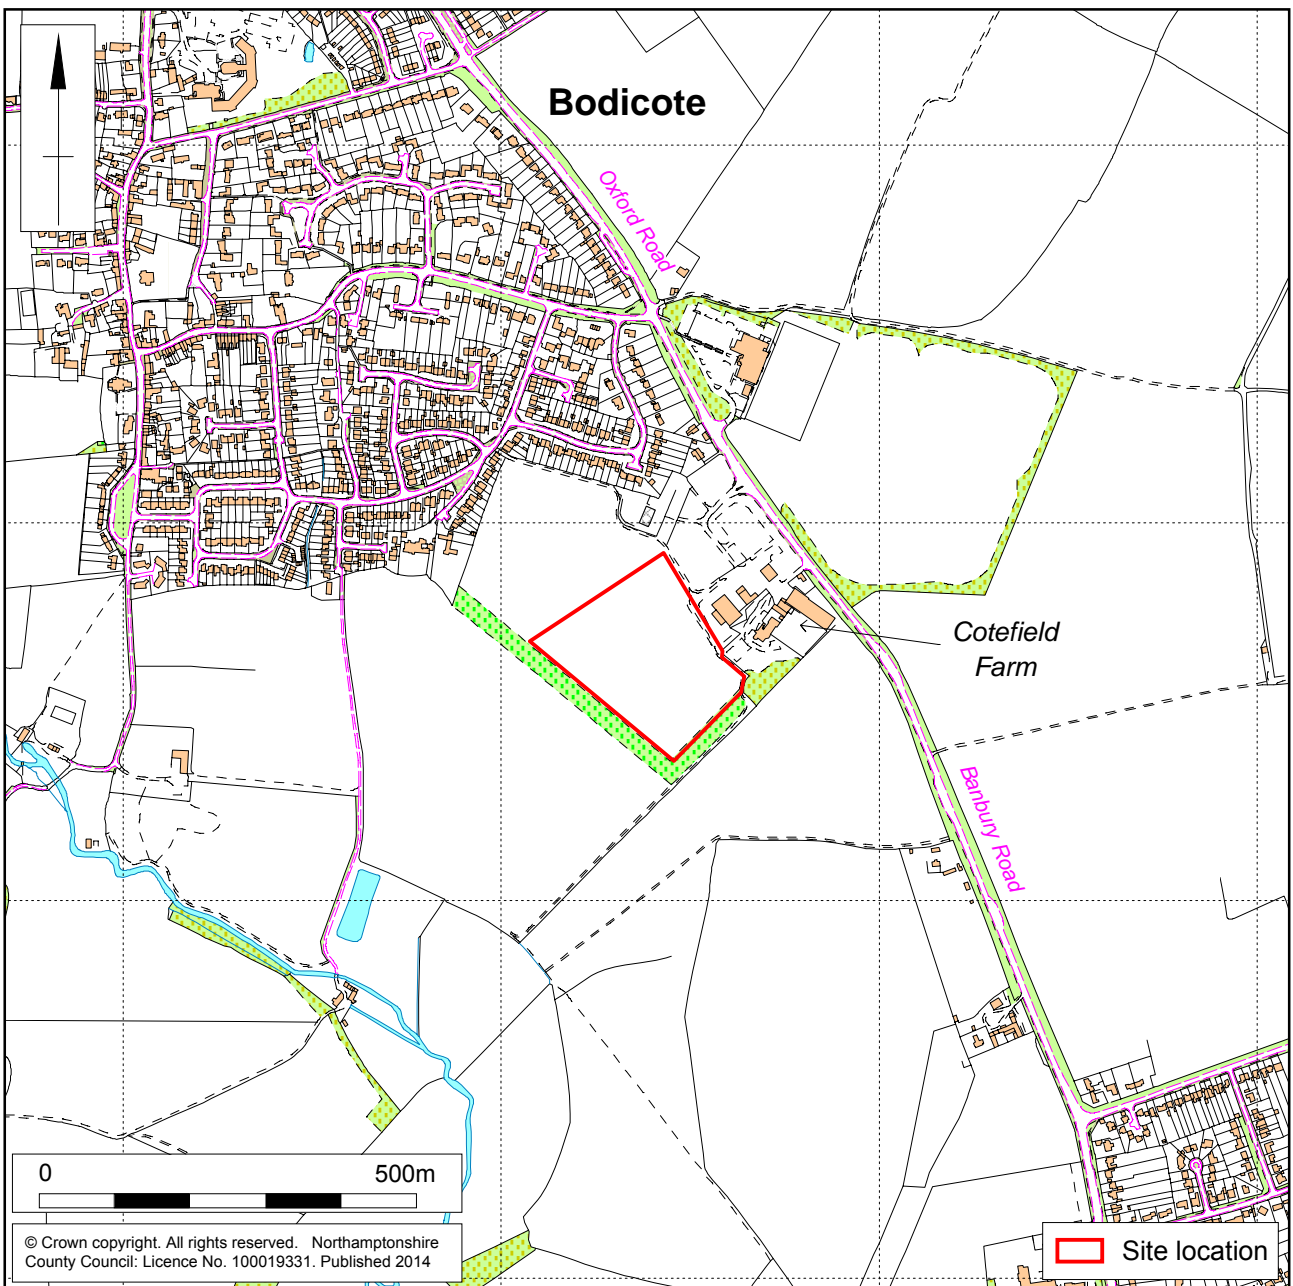 Bodicote
Oxford Road
Cotefield
Farm
Banbury Road
0 500m
© Crown copyright. All rights reserved. Northamptonshire
County Council: Licence No. 100019331. Published 2014
Site location